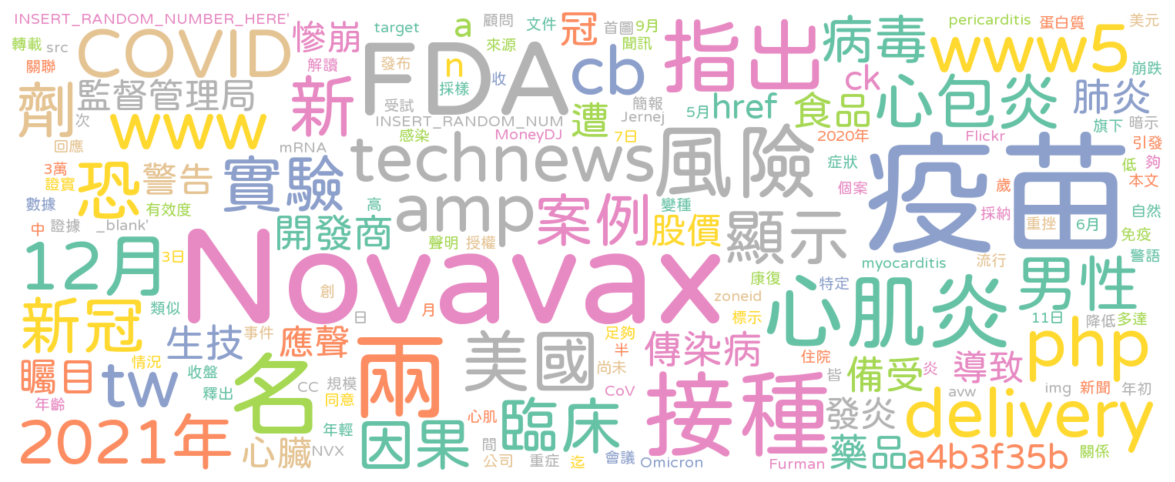 INSERT_RANDOM_NUMBER_HERE'
轉載 src
關聯
COVID
慘崩
解讀
target
a
顧問
來源
文件
首圖
聞訊
9月
冠
指出
病毒
pericarditis
蛋白質
美元
www5
崩跌
劑
監督管理局
新
FDA
發布
n
採樣
收
cb
ck
心包炎
肺炎
旗下
暗示
次
回應
www
受試
INSERT_RANDOM_NUM
感染
MoneyDJ
遭
簡報
Jernej
5月
href
食品
7日
2020年
Flickr
低
引發
夠
3萬
證實
恐
警告
實驗
mRNA
technews
風險
症狀
疫苗
本文
數據
有效度
個案
歲
中
證據
_blank'
高
amp
案例
變種
採納
重挫
6月
自然
12月
3日
開發商
聲明
授權
股價
顯示
免疫
警語
康復
特定
myocarditis
流行
男性
類似
創
日
月
Novavax
zoneid
標示
心肌炎
11日
降低
多達
新冠
生技
事件
應聲
兩
美國
足夠
半
尚未
傳染病
住院
php
矚目
tw
情況
收盤
釋出
名
CC
規模
同意
接種
皆
炎
備受
導致
img
新聞
年初
年齡
2021年
心臟
NVX
年輕
因果
心肌
間
公司
臨床
重症
迄
CoV
會議
Omicron
發炎
avw
delivery
Furman
藥品
a4b3f35b
關係